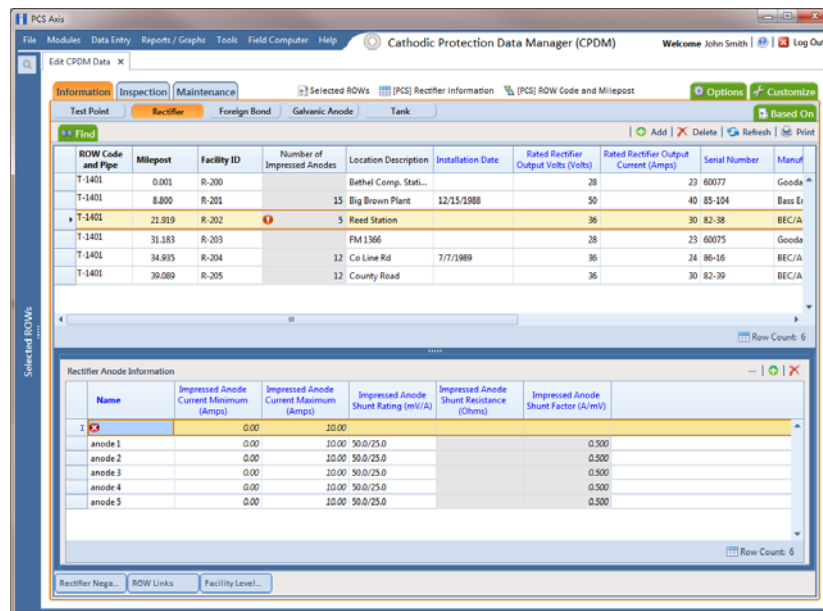 PCS Axis
File Modules Data Entry Reports / Graphs Tools Field Computer Help Cathodic Protection Data Manager (CPDM) Welcome John Smith Log Out
Edit CPDM Data
Information Inspection Maintenance Selected ROWs [PCS] Rectifier Information [PCS] ROW Code and Milepost Options Customize
Test Point Rectifier Foreign Bond Galvanic Anode Tank Based On
Find Add Delete Refresh Print
ROW Code and Pipe Milepost Facility ID Number of Impressed Anodes Location Description Installation Date Rated Rectifier Output Volts (Volts) Rated Rectifier Output Current (Amps) Serial Number Manuf
T-1401 0.001 R-200 Bethel Comp. Stati... 28 23 60077 Gooda
T-1401 8.800 R-201 15 Big Brown Plant 12/15/1988 50 40 85-104 Bass E
T-1401 21.919 R-202 5 Reed Station 36 30 82-38 BEC/A
T-1401 31.183 R-203 FM 1366 28 23 60075 Gooda
T-1401 34.935 R-204 12 Co Line Rd 7/7/1989 36 24 86-16 BEC/A
T-1401 39.089 R-205 12 County Road 36 30 82-39 BEC/A
Row Count: 6
Selected ROWs
Rectifier Anode Information
Name Impressed Anode Current Minimum (Amps) Impressed Anode Current Maximum (Amps) Impressed Anode Shunt Rating (mV/A) Impressed Anode Shunt Resistance (Ohms) Impressed Anode Shunt Factor (A/mV)
0.00 10.00
anode 1 0.00 10.00 50.0/25.0 0.500
anode 2 0.00 10.00 50.0/25.0 0.500
anode 3 0.00 10.00 50.0/25.0 0.500
anode 4 0.00 10.00 50.0/25.0 0.500
anode 5 0.00 10.00 50.0/25.0 0.500
Row Count: 6
Rectifier Nega... ROW Links Facility Level...